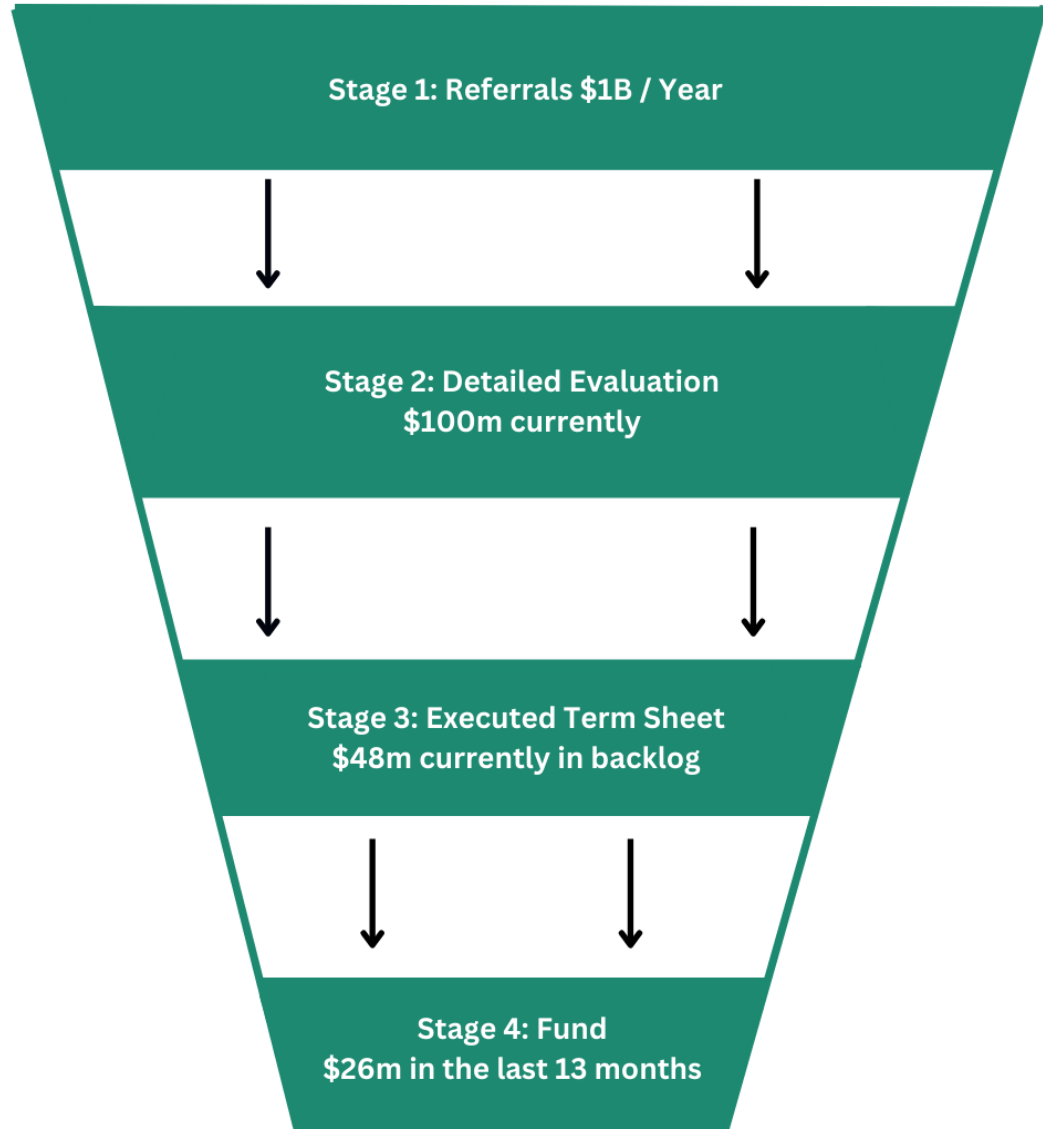 Stage 1: Referrals $1B / Year
Stage 2: Detailed Evaluation
$100m currently
Stage 3: Executed Term Sheet
$48m currently in backlog
Stage 4: Fund
$26m in the last 13 months